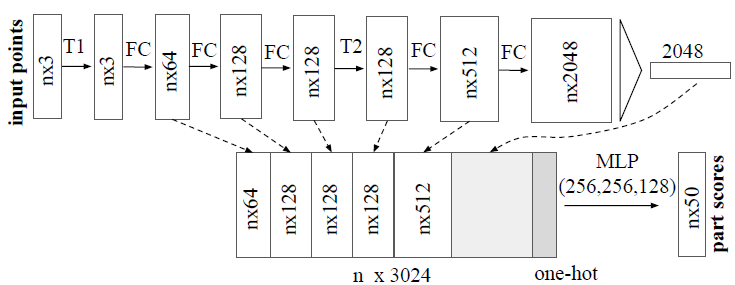 input points
nx3
T1
nx3
FC
nx64
FC
nx128
FC
nx128
T2
nx128
FC
nx512
FC
nx2048
2048
nx64
nx128
nx128
nx128
nx512
MLP
(256,256,128)
nx50
part scores
n x 3024
one-hot